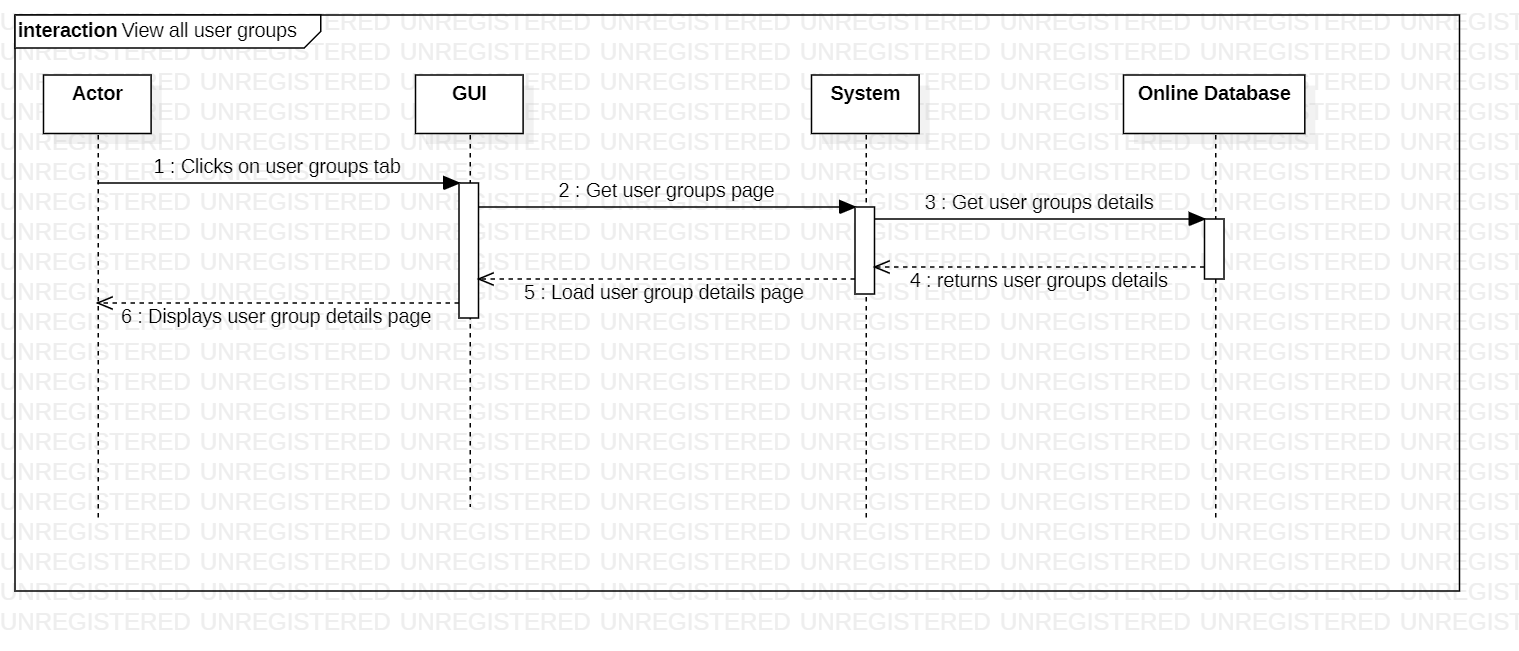 interaction View all user groups
Actor
GUI
System
Online Database
1 : Clicks on user groups tab
2 : Get user groups page
3 : Get user groups details
4 : returns user groups details
5 : Load user group details page
6 : Displays user group details page
UNREGISTERED